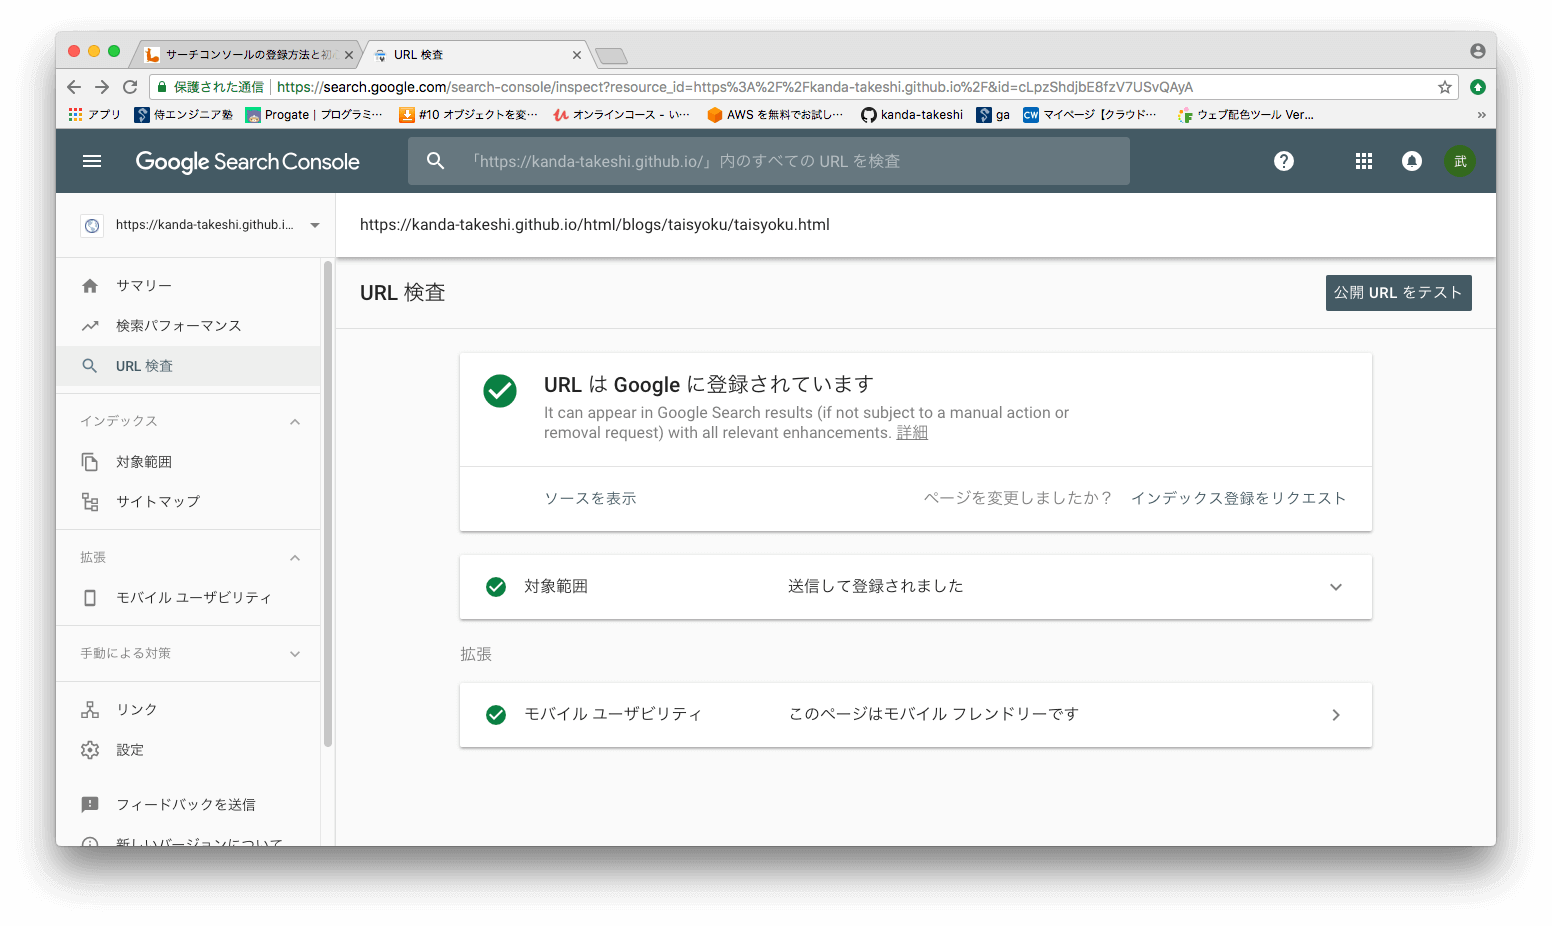 サーチコンソールの登録方法と初
URL 検査
保護された通信 https://search.google.com/search-console/inspect?resource_id=https%3A%2F%2Fkanda-takeshi.github.io%2F&id=cLpzShdjbE8fzV7USvQAyA
アプリ 侍エンジニア塾 Progate | プログラミ… #10 オブジェクトを変… オンラインコース - い… AWS を無料でお試し… kanda-takeshi ga マイページ【クラウド… ウェブ配色ツール Ver… »
Google Search Console 「https://kanda-takeshi.github.io/」内のすべての URL を検査 武
https://kanda-takeshi.github.i...
https://kanda-takeshi.github.io/html/blogs/taisyoku/taisyoku.html
サマリー
検索パフォーマンス
URL 検査
インデックス
対象範囲
サイトマップ
拡張
モバイル ユーザビリティ
手動による対策
リンク
設定
フィードバックを送信
新しいバージョンについて
URL 検査
公開 URL をテスト
URL は Google に登録されています
It can appear in Google Search results (if not subject to a manual action or
removal request) with all relevant enhancements. 詳細
ソースを表示 ページを変更しましたか？ インデックス登録をリクエスト
対象範囲 送信して登録されました
拡張
モバイル ユーザビリティ このページはモバイル フレンドリーです